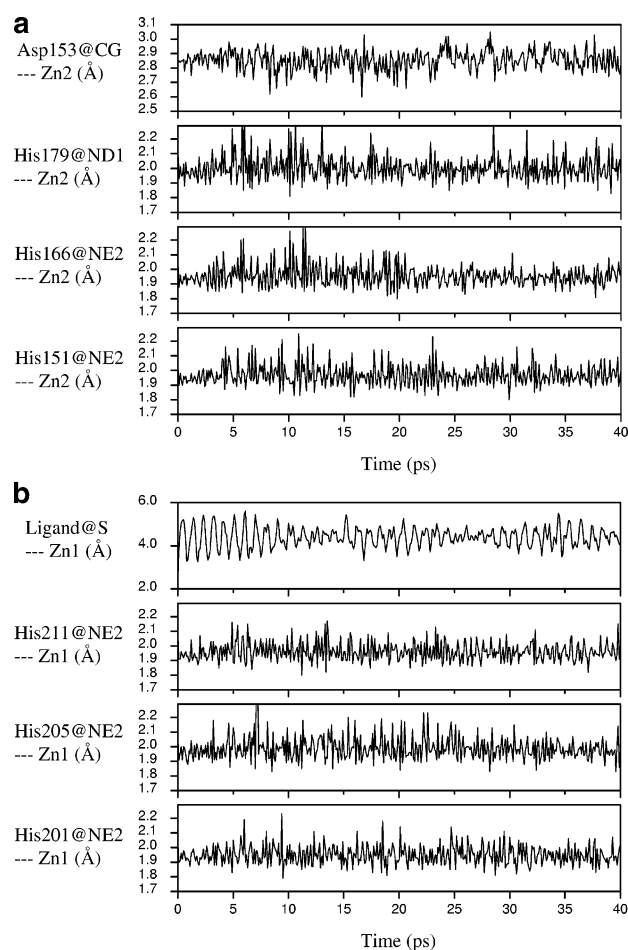 a
3.1
3.0
2.9
2.8
2.7
2.6
2.5
Asp153@CG
--- Zn2 (Å)
2.2
2.1
2.0
1.9
1.8
1.7
His179@ND1
--- Zn2 (Å)
2.2
2.1
2.0
1.9
1.8
1.7
His166@NE2
--- Zn2 (Å)
2.2
2.1
2.0
1.9
1.8
1.7
His151@NE2
--- Zn2 (Å)
0 5 10 15 20 25 30 35 40
Time (ps)
b
6.0
4.0
2.0
Ligand@S
--- Zn1 (Å)
2.2
2.1
2.0
1.9
1.8
1.7
His211@NE2
--- Zn1 (Å)
2.2
2.1
2.0
1.9
1.8
1.7
His205@NE2
--- Zn1 (Å)
2.2
2.1
2.0
1.9
1.8
1.7
His201@NE2
--- Zn1 (Å)
0 5 10 15 20 25 30 35 40
Time (ps)